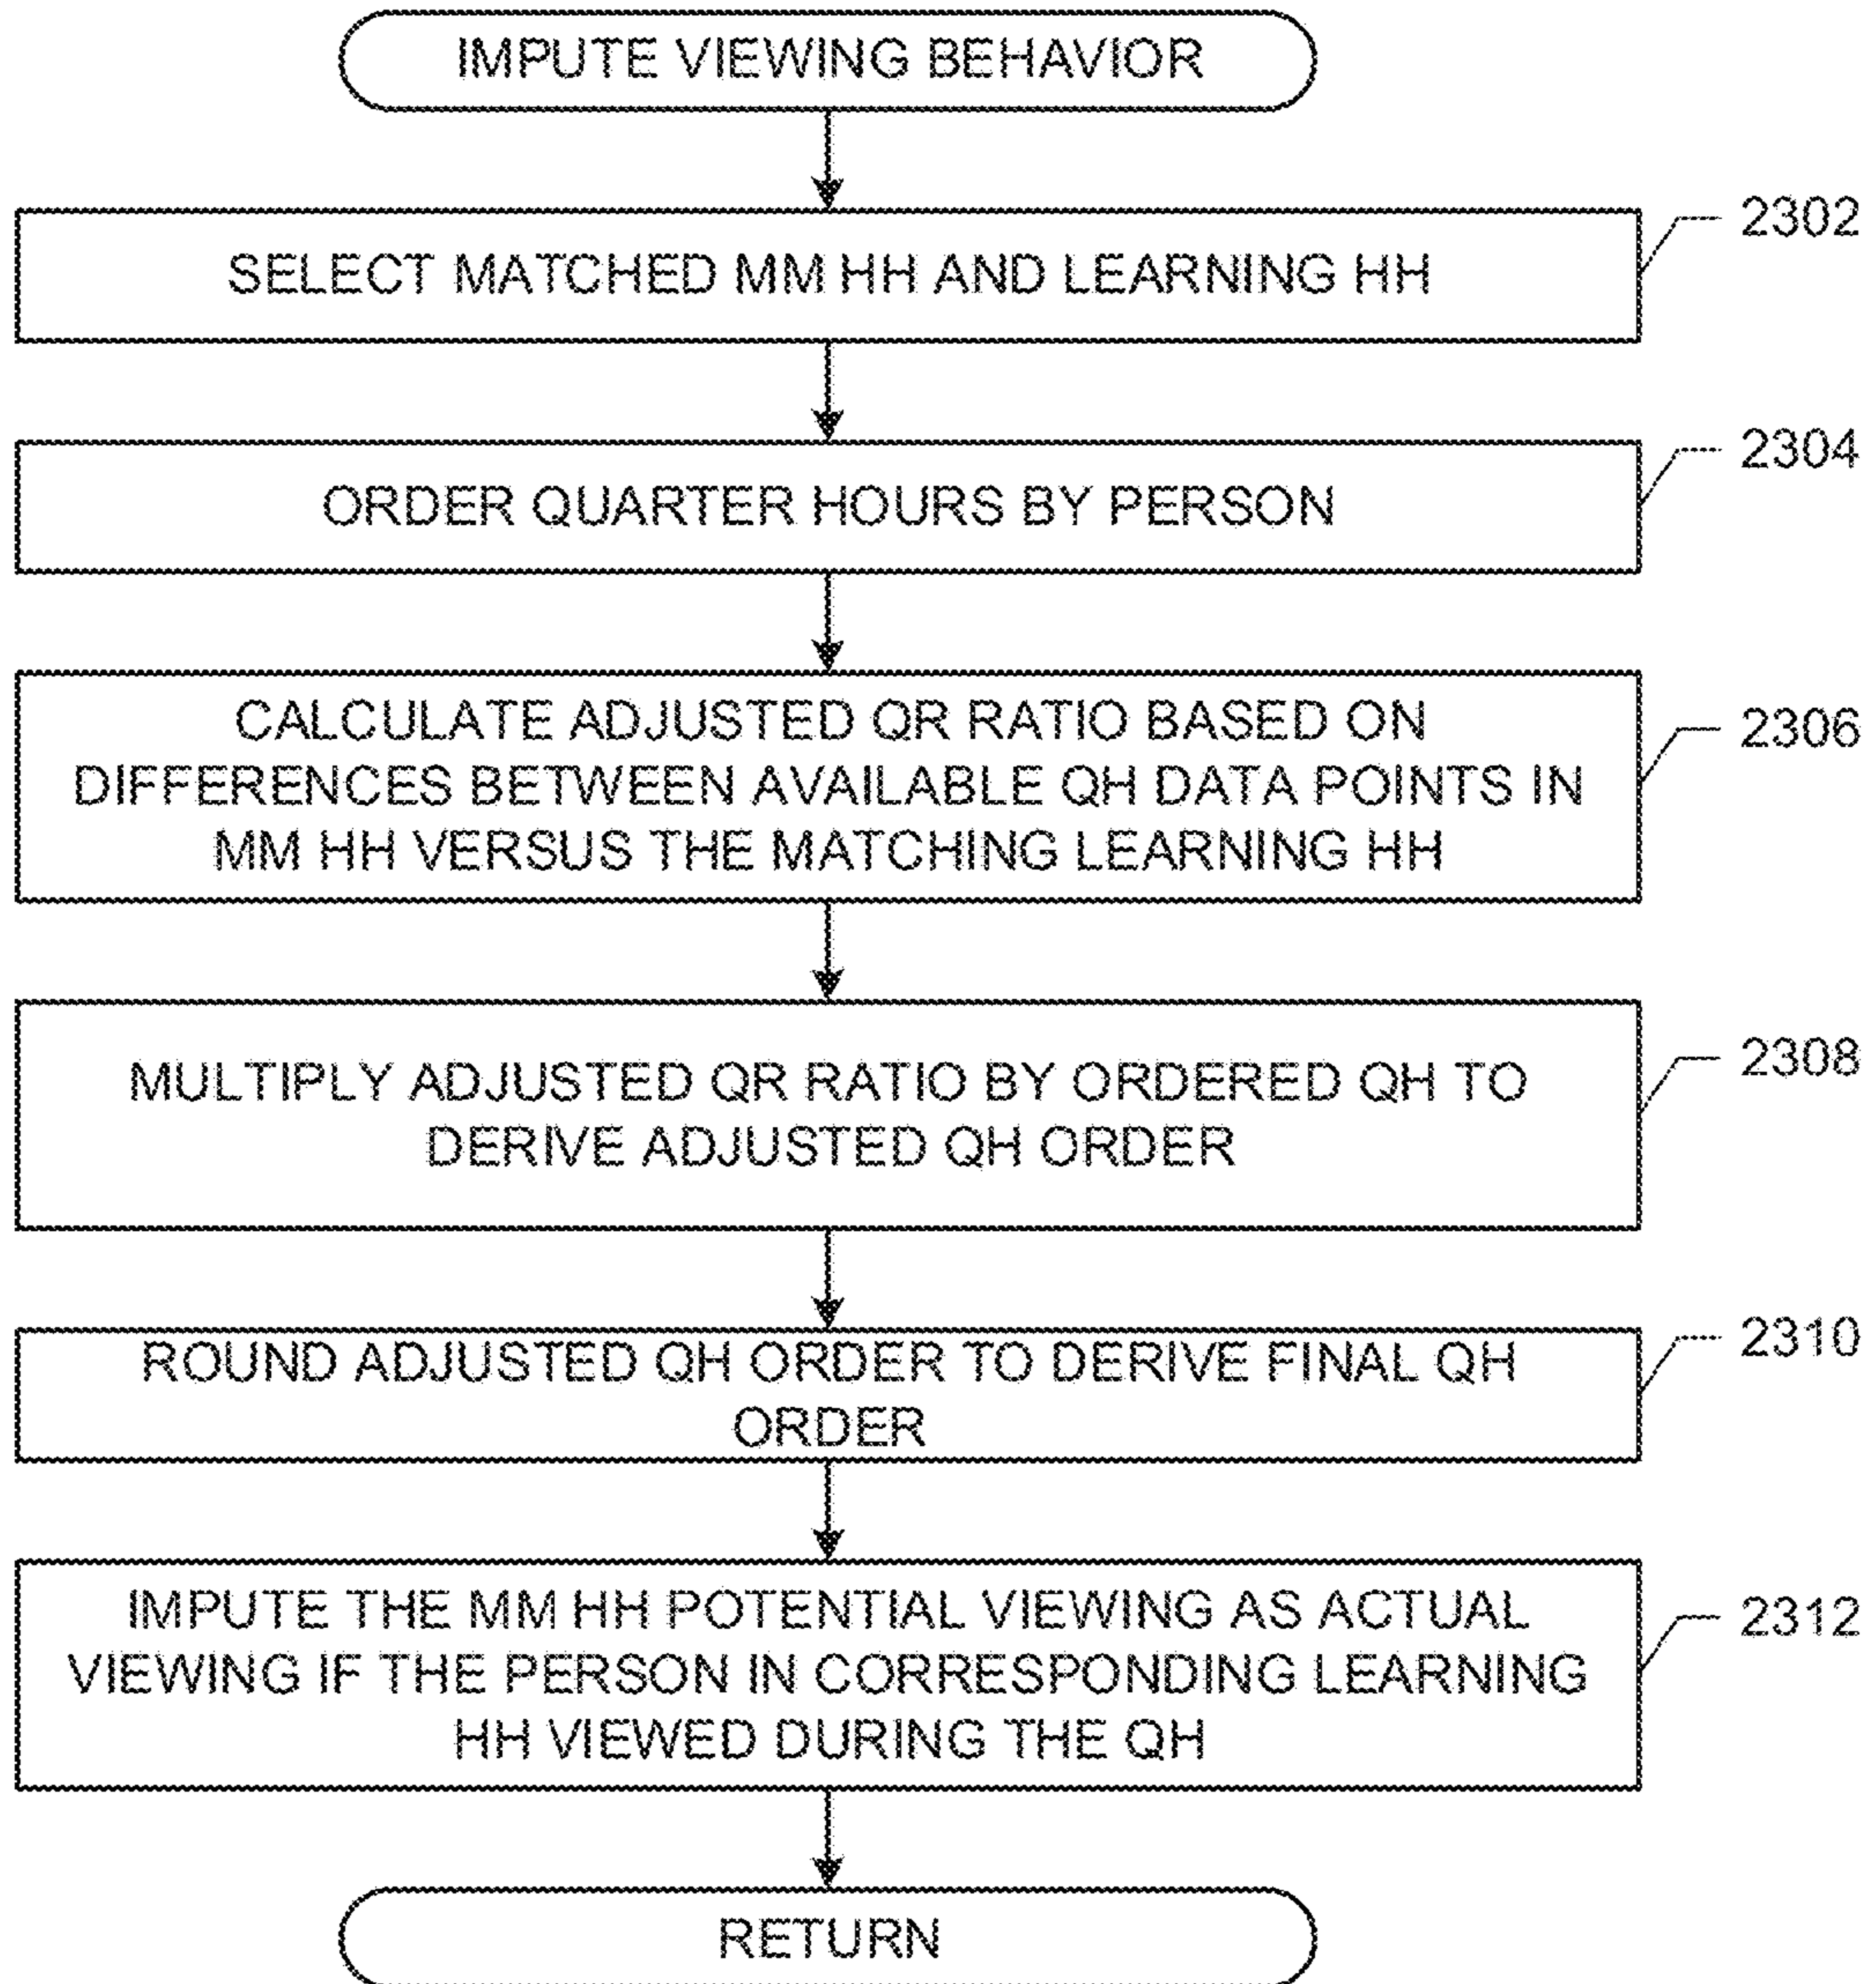 IMPUTE VIEWING BEHAVIOR
2302
SELECT MATCHED MM HH AND LEARNING HH
2304
ORDER QUARTER HOURS BY PERSON
CALCULATE ADJUSTED QR RATIO BASED ON
2306
DIFFERENCES BETWEEN AVAILABLE QH DATA POINTS IN
MM HH VERSUS THE MATCHING LEARNING HH
2308
MULTIPLY ADJUSTED QR RATIO BY ORDERED QH TO
DERIVE ADJUSTED QH ORDER
2310
ROUND ADJUSTED QH ORDER TO DERIVE FINAL QH
ORDER
IMPUTE THE MM HH POTENTIAL VIEWING AS ACTUAL
2312
VIEWING IF THE PERSON IN CORRESPONDING LEARNING
HH VIEWED DURING THE QH
RETURN